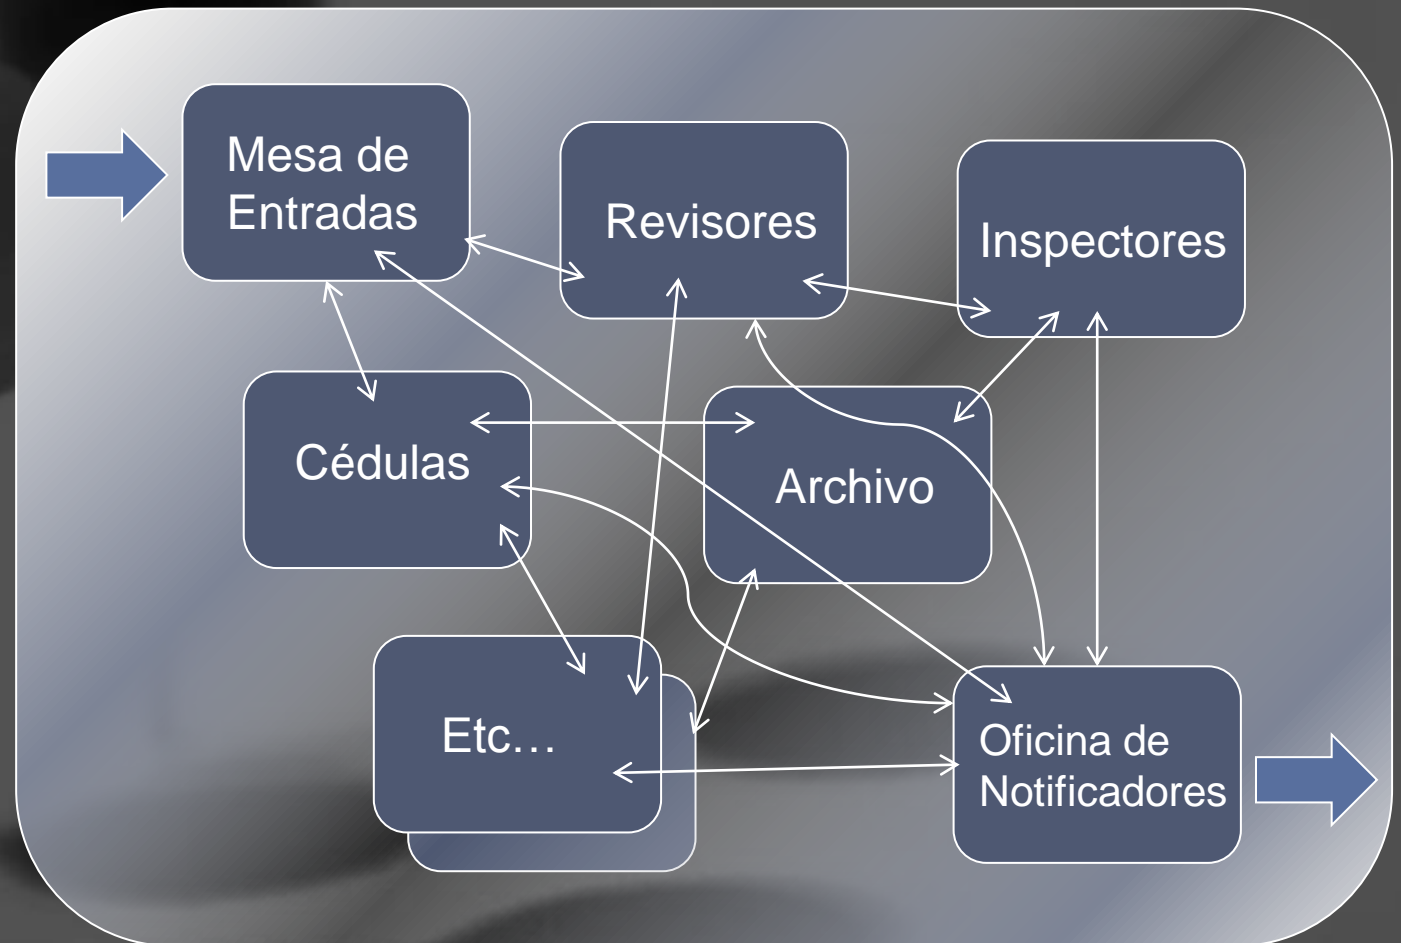 Mesa de
Entradas
Revisores
Inspectores
Cédulas
Archivo
Etc…
Oficina de
Notificadores